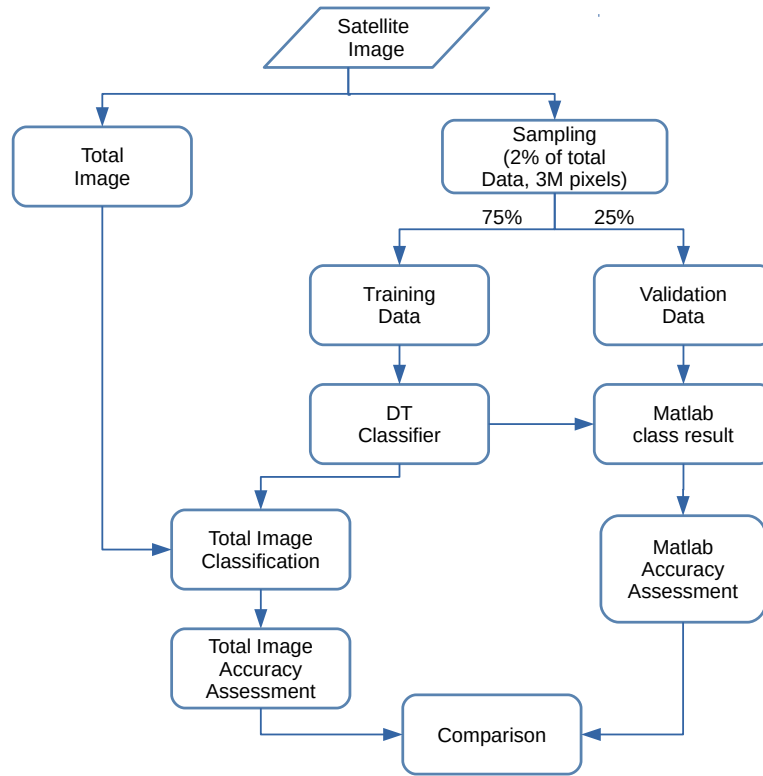 Satellite
Image
Total
Image
Sampling
(2% of total
Data, 3M pixels)
75%
25%
Training
Data
Validation
Data
DT
Classifier
Matlab
class result
Total Image
Classification
Matlab
Accuracy
Assessment
Total Image
Accuracy
Assessment
Comparison